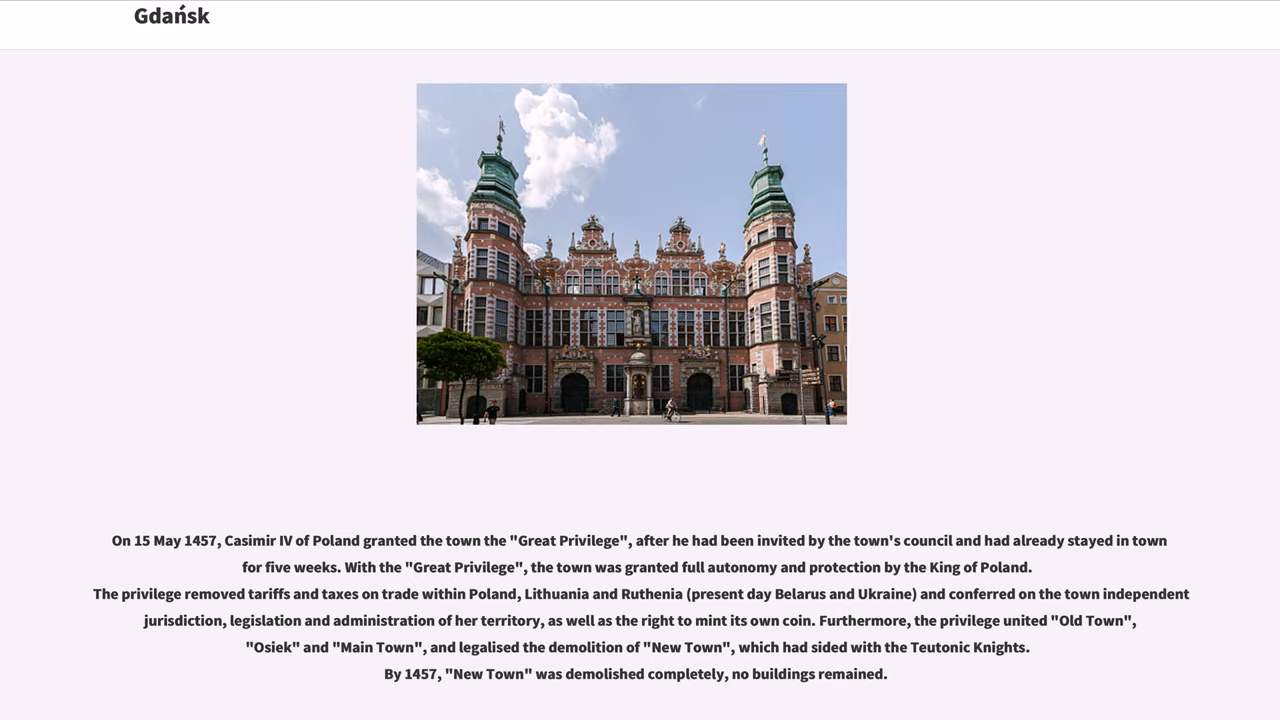 Gdańsk
On 15 May 1457, Casimir IV of Poland granted the town the "Great Privilege", after he had been invited by the town's council and had already stayed in town
for five weeks. With the "Great Privilege", the town was granted full autonomy and protection by the King of Poland.
The privilege removed tariffs and taxes on trade within Poland, Lithuania and Ruthenia (present day Belarus and Ukraine) and conferred on the town independent
jurisdiction, legislation and administration of her territory, as well as the right to mint its own coin. Furthermore, the privilege united "Old Town",
"Osiek" and "Main Town", and legalised the demolition of "New Town", which had sided with the Teutonic Knights.
By 1457, "New Town" was demolished completely, no buildings remained.